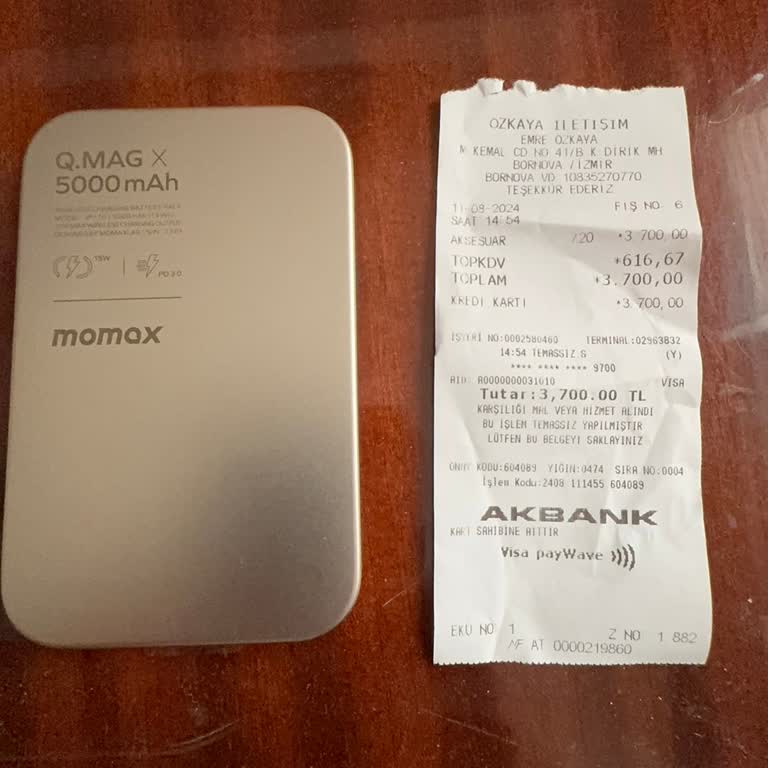 Q.MAG X
5000mAh
15W
PD 3.0
momax
ÖZKAYA İLETİŞİM
EMRE ÖZKAYA
M KEMAL CD NO 41/B K DİRİK MH
BORNOVA /İZMİR
BORNOVA VD 10835270770
TEŞEKKÜR EDERİZ
11-08-2024 FİŞ NO 6
SAAT 14:54
AKSESUAR /20 *3 700,00
TOPKDV *616,67
TOPLAM *3.700,00
KREDİ KARTI *3.700,00
İŞYERİ NO:0002580460 TERMINAL:02963832
14:54 TEMASSIZ.S (Y)
**** **** **** 9700
AID: A0000000031010 VISA
Tutar:3,700.00 TL
KARŞILIĞI MAL VEYA HİZMET ALINDI
BU İŞLEM TEMASSIZ YAPILMIŞTIR
LÜTFEN BU BELGEYİ SAKLAYINIZ
ONAY KODU:604089 YIĞIN:0474 SIRA NO:0004
İşlem Kodu:2408 111455 604089
AKBANK
KART SAHİBİNE AİTTİR
Visa payWave
EKÜ NO 1 Z NO 1 882
MF AT 0000219860